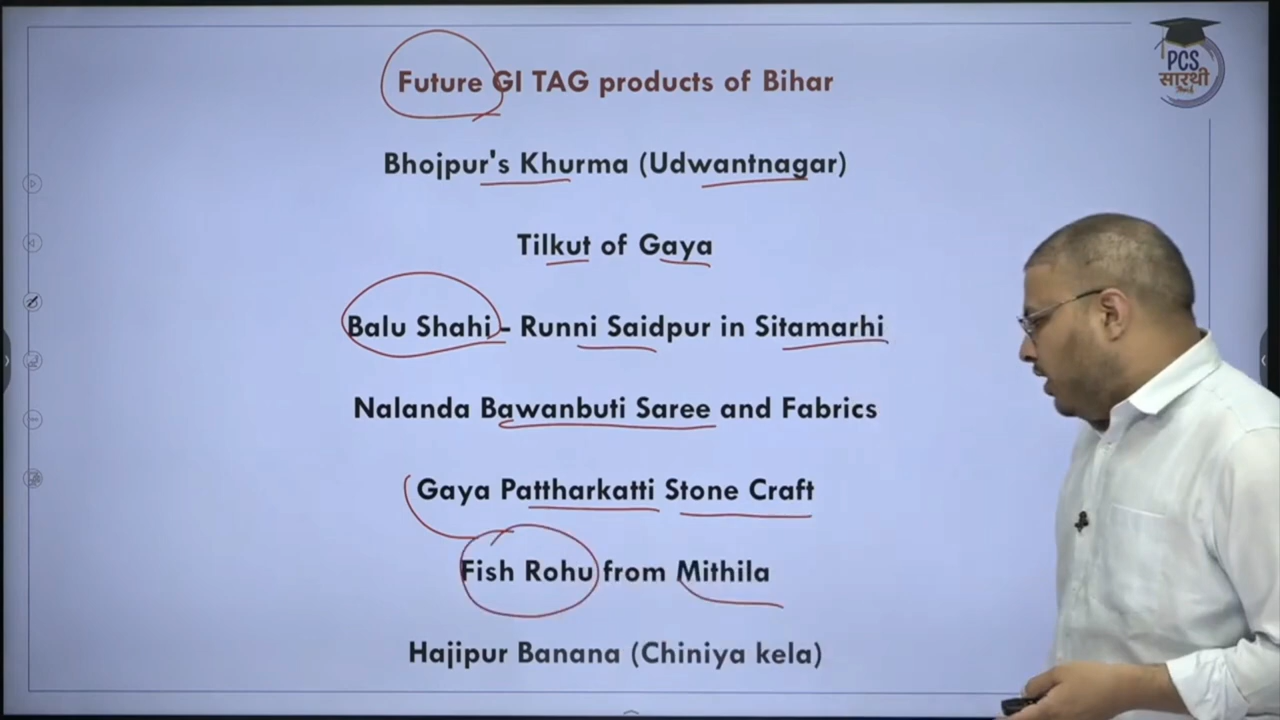 Future GI TAG products of Bihar
PCS
सारथी
Bhojpur's Khurma (Udwantnagar)
Tilkut of Gaya
Balu Shahi - Runni Saidpur in Sitamarhi
Nalanda Bawanbuti Saree and Fabrics
Gaya Pattharkatti Stone Craft
Fish Rohu from Mithila
Hajipur Banana (Chiniya kela)